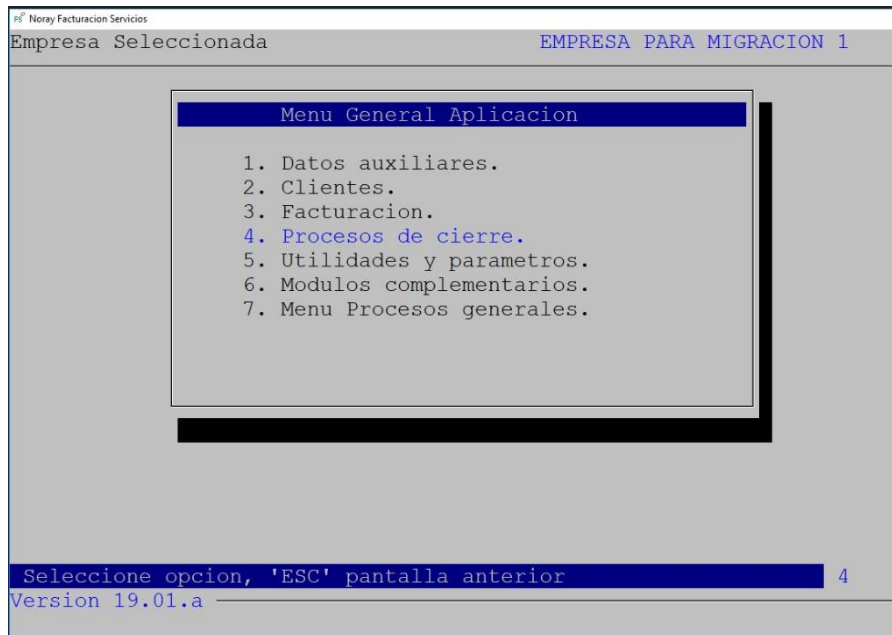 Noray Facturacion Servicios
Empresa Seleccionada EMPRESA PARA MIGRACION 1
Menu General Aplicacion
1. Datos auxiliares.
2. Clientes.
3. Facturacion.
4. Procesos de cierre.
5. Utilidades y parametros.
6. Modulos complementarios.
7. Menu Procesos generales.
Seleccione opcion, 'ESC' pantalla anterior 4
Version 19.01.a